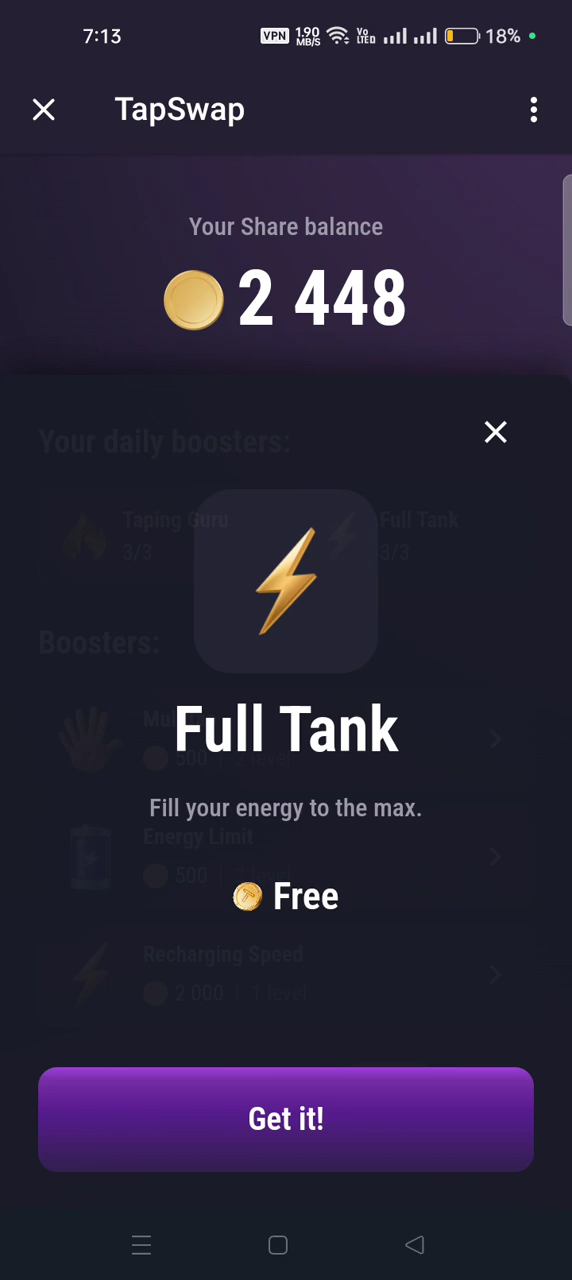 7:13
VPN 1.90 MB/S Vo LTED 18%
TapSwap
Your Share balance
2 448
Your daily boosters:
Taping Guru
Full Tank
3/3
3/3
Boosters:
Full Tank
500
Fill your energy to the max.
Energy Limit
500
Free
Recharging Speed
2 000 | 1 level
Get it!